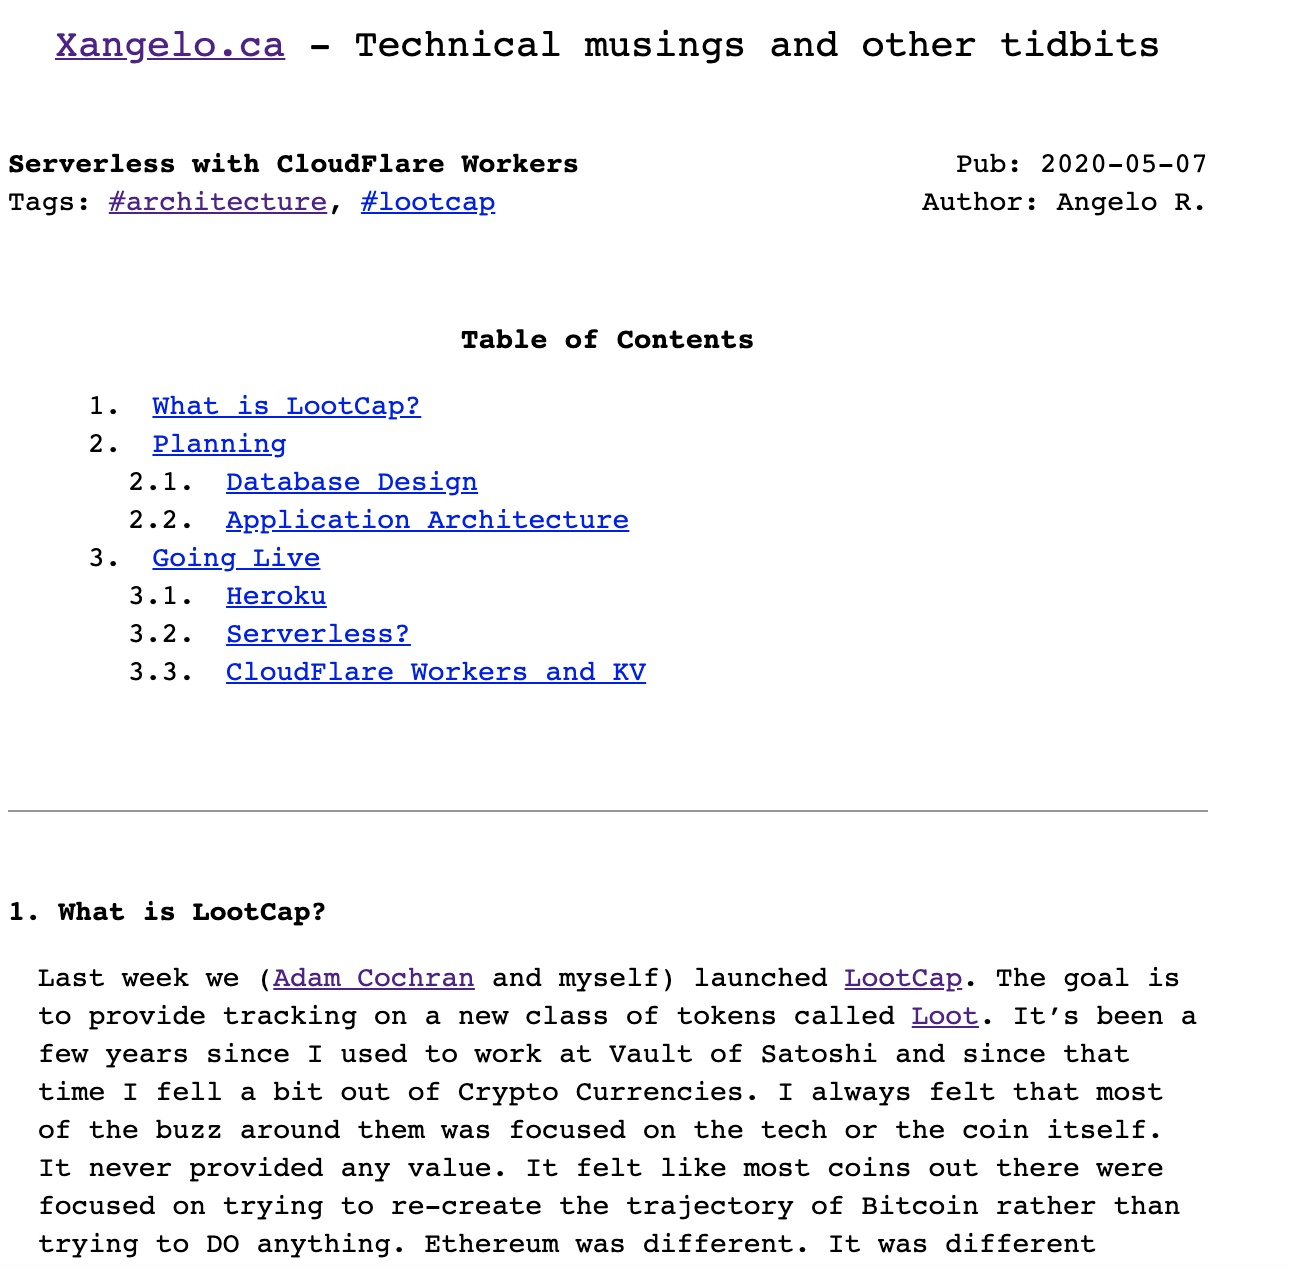 Xangelo.ca - Technical musings and other tidbits
Serverless with CloudFlare Workers Pub: 2020-05-07
Tags: #architecture, #lootcap Author: Angelo R.
Table of Contents
1. What is LootCap?
2. Planning
2.1. Database Design
2.2. Application Architecture
3. Going Live
3.1. Heroku
3.2. Serverless?
3.3. CloudFlare Workers and KV
1. What is LootCap?
Last week we (Adam Cochran and myself) launched LootCap. The goal is
to provide tracking on a new class of tokens called Loot. It’s been a
few years since I used to work at Vault of Satoshi and since that
time I fell a bit out of Crypto Currencies. I always felt that most
of the buzz around them was focused on the tech or the coin itself.
It never provided any value. It felt like most coins out there were
focused on trying to re-create the trajectory of Bitcoin rather than
trying to DO anything. Ethereum was different. It was different